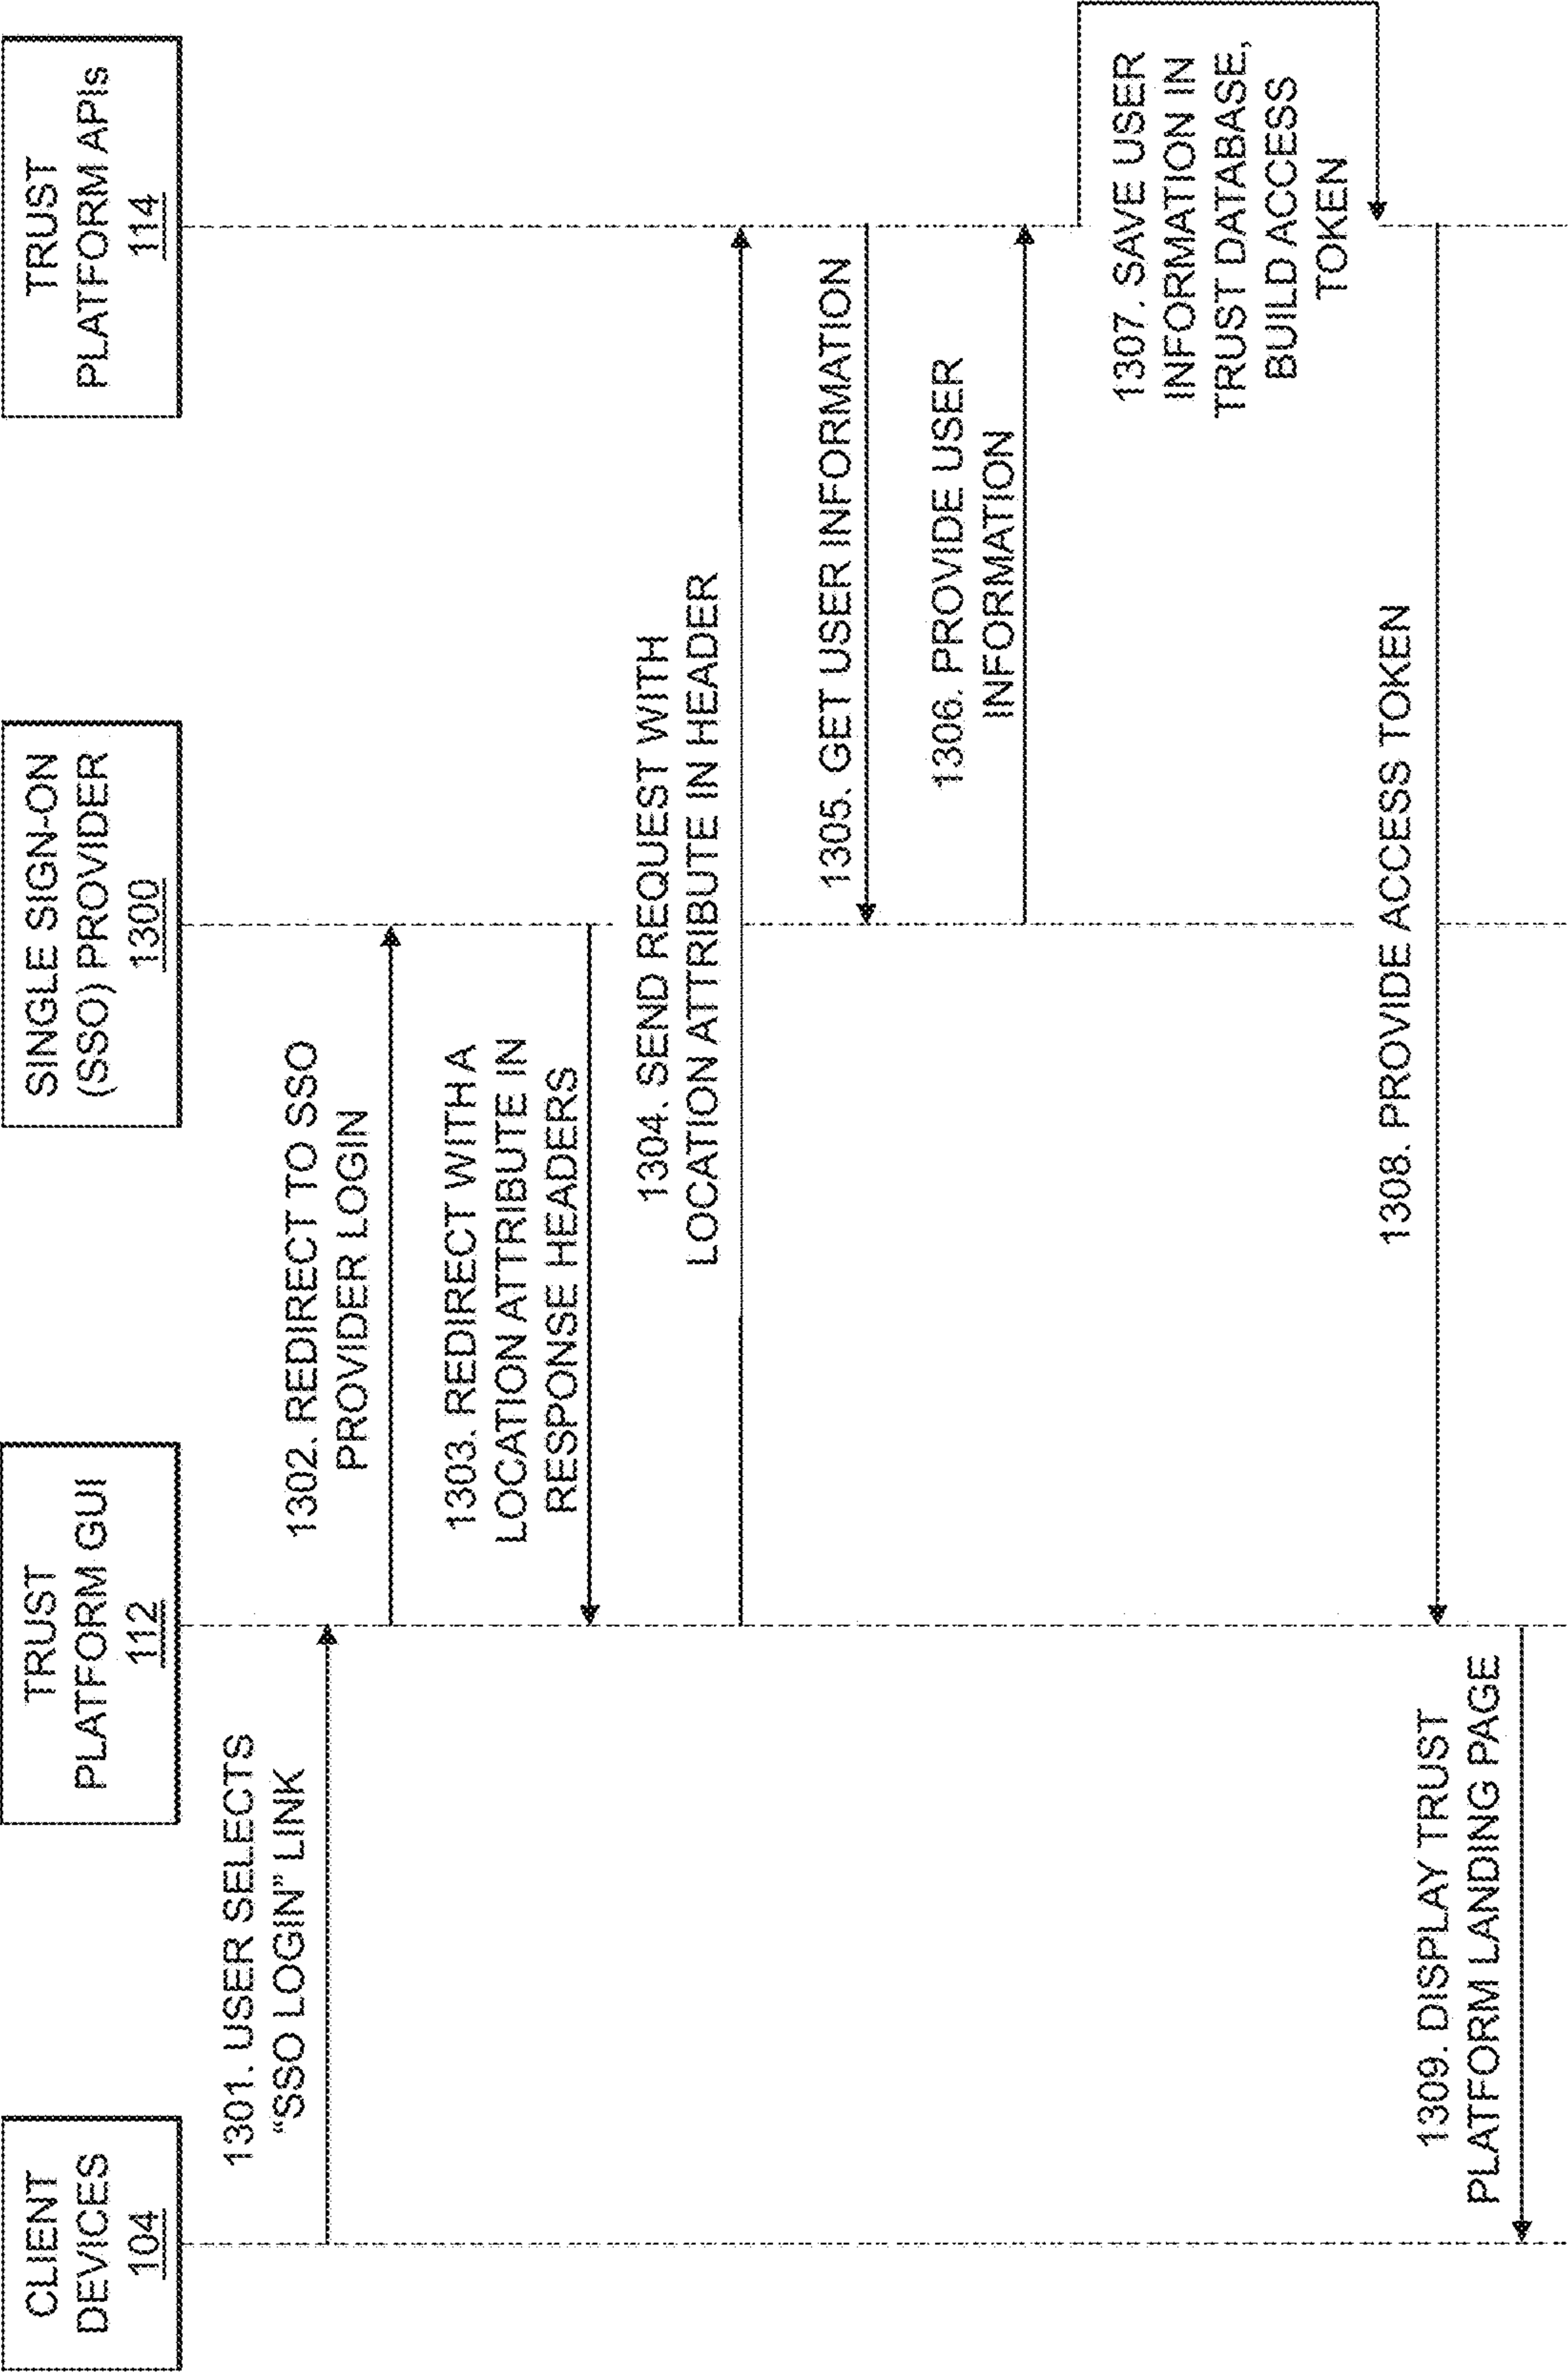 CLIENT
DEVICES
104
TRUST
PLATFORM GUI
112
SINGLE SIGN-ON
(SSO) PROVIDER
1300
TRUST
PLATFORM APIs
114
1301. USER SELECTS
“SSO LOGIN” LINK
1302. REDIRECT TO SSO
PROVIDER LOGIN
1303. REDIRECT WITH A
LOCATION ATTRIBUTE IN
RESPONSE HEADERS
1304. SEND REQUEST WITH
LOCATION ATTRIBUTE IN HEADER
1305. GET USER INFORMATION
1306. PROVIDE USER
INFORMATION
1307. SAVE USER
INFORMATION IN
TRUST DATABASE,
BUILD ACCESS
TOKEN
1308. PROVIDE ACCESS TOKEN
1309. DISPLAY TRUST
PLATFORM LANDING PAGE